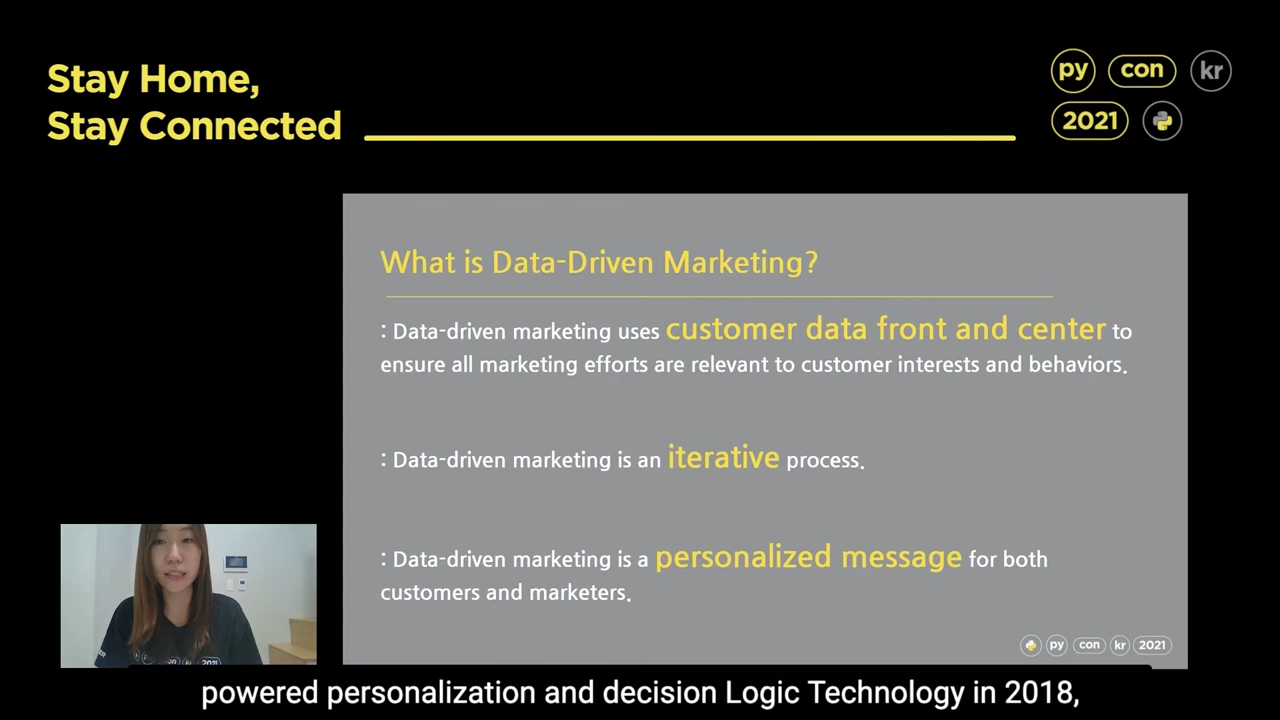 Stay Home,
Stay Connected
py con kr
2021
What is Data-Driven Marketing?
: Data-driven marketing uses customer data front and center to
ensure all marketing efforts are relevant to customer interests and behaviors.
: Data-driven marketing is an iterative process.
: Data-driven marketing is a personalized message for both
customers and marketers.
py con kr 2021
powered personalization and decision Logic Technology in 2018,